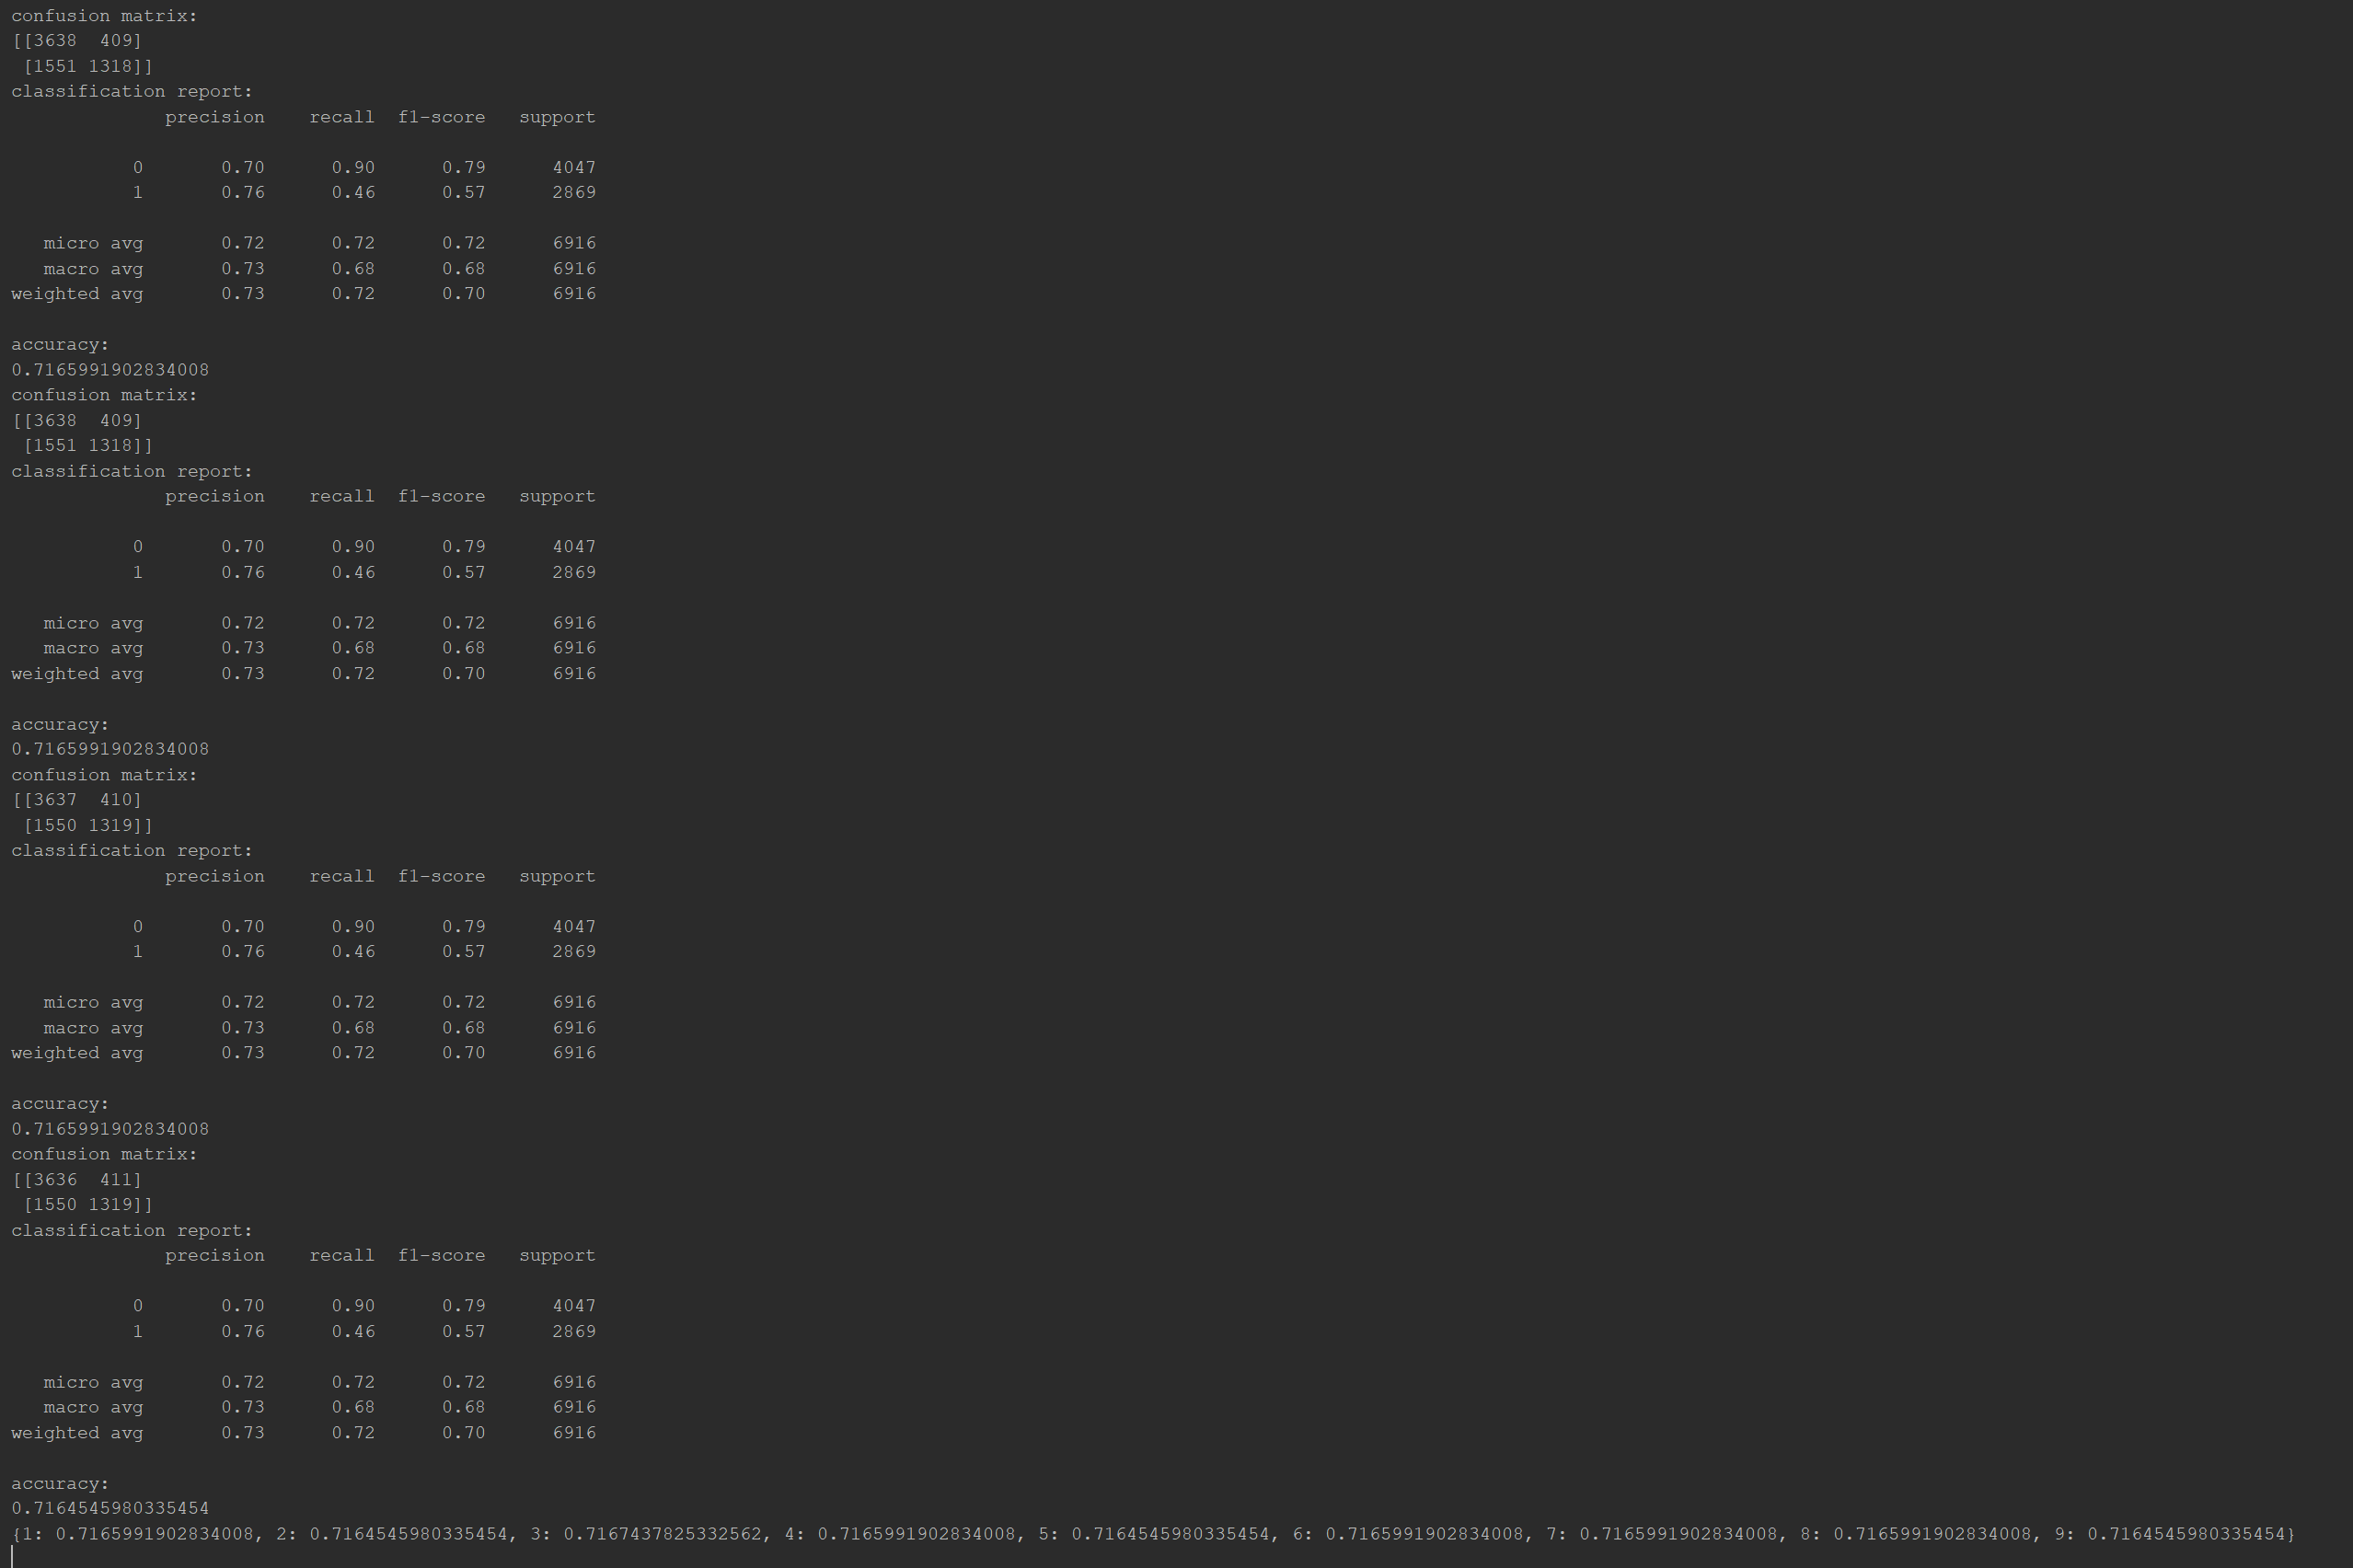 confusion matrix:
[[3638  409]
 [1551 1318]]
classification report:
              precision    recall  f1-score   support

           0       0.70      0.90      0.79      4047
           1       0.76      0.46      0.57      2869

   micro avg       0.72      0.72      0.72      6916
   macro avg       0.73      0.68      0.68      6916
weighted avg       0.73      0.72      0.70      6916

accuracy:
0.7165991902834008
confusion matrix:
[[3638  409]
 [1551 1318]]
classification report:
              precision    recall  f1-score   support

           0       0.70      0.90      0.79      4047
           1       0.76      0.46      0.57      2869

   micro avg       0.72      0.72      0.72      6916
   macro avg       0.73      0.68      0.68      6916
weighted avg       0.73      0.72      0.70      6916

accuracy:
0.7165991902834008
confusion matrix:
[[3637  410]
 [1550 1319]]
classification report:
              precision    recall  f1-score   support

           0       0.70      0.90      0.79      4047
           1       0.76      0.46      0.57      2869

   micro avg       0.72      0.72      0.72      6916
   macro avg       0.73      0.68      0.68      6916
weighted avg       0.73      0.72      0.70      6916

accuracy:
0.7165991902834008
confusion matrix:
[[3636  411]
 [1550 1319]]
classification report:
              precision    recall  f1-score   support

           0       0.70      0.90      0.79      4047
           1       0.76      0.46      0.57      2869

   micro avg       0.72      0.72      0.72      6916
   macro avg       0.73      0.68      0.68      6916
weighted avg       0.73      0.72      0.70      6916

accuracy:
0.7164545980335454
{1: 0.7165991902834008, 2: 0.7164545980335454, 3: 0.7167437825332562, 4: 0.7165991902834008, 5: 0.7164545980335454, 6: 0.7165991902834008, 7: 0.7165991902834008, 8: 0.7165991902834008, 9: 0.7164545980335454}